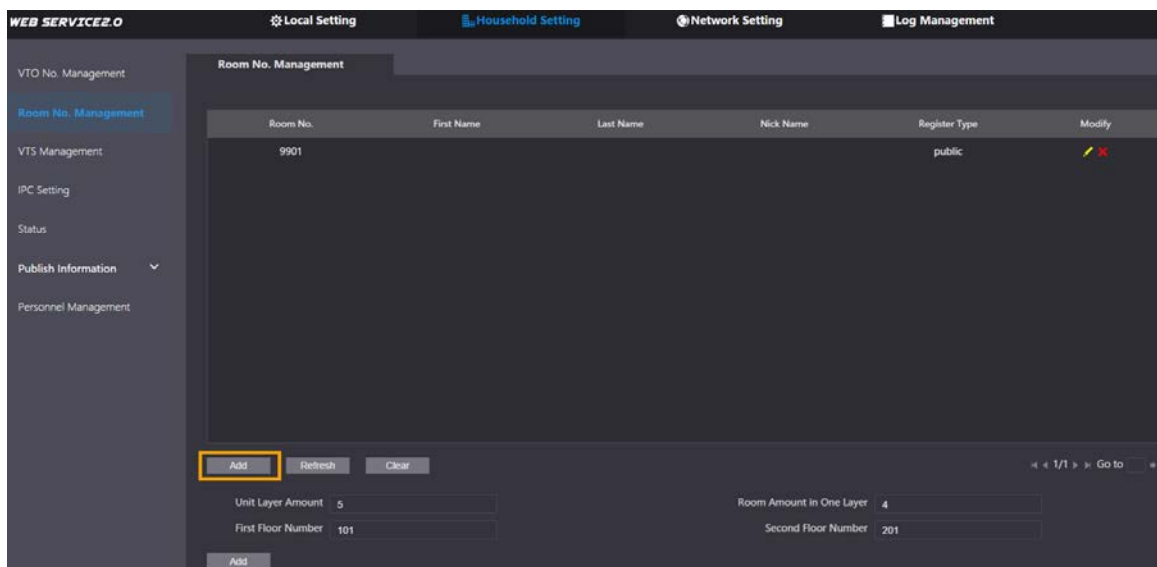 WEB SERVICE2.0 Local Setting Household Setting Network Setting Log Management
VTO No. Management
Room No. Management
VTS Management
IPC Setting
Status
Publish Information
Personnel Management
Room No. Management
Room No. First Name Last Name Nick Name Register Type Modify
9901 public
Add Refresh Clear 1/1 Go to
Unit Layer Amount 5 Room Amount in One Layer 4
First Floor Number 101 Second Floor Number 201
Add